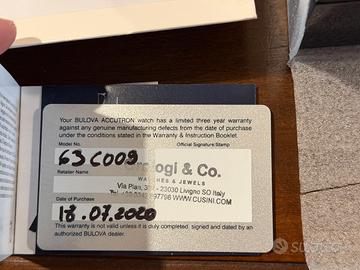 Your BULOVA ACCUTRON watch has a limited three year warranty
against any genuine manufacturing defects from the date of purchase
under the conditions stated in the Warranty & Instruction Booklet.
Model No.
Official Signature/Stamp
63C009
Orologi & Co.
Retailer Name
WATCHES & JEWELS
Via Plan, - 23030 Livigno SO Italy
897796 WWW.CUSINI.COM
Date of Purchase
18.07.2020
This warranty is not valid unless it is duly completed, signed and dated by an
authorized BULOVA dealer.
subito